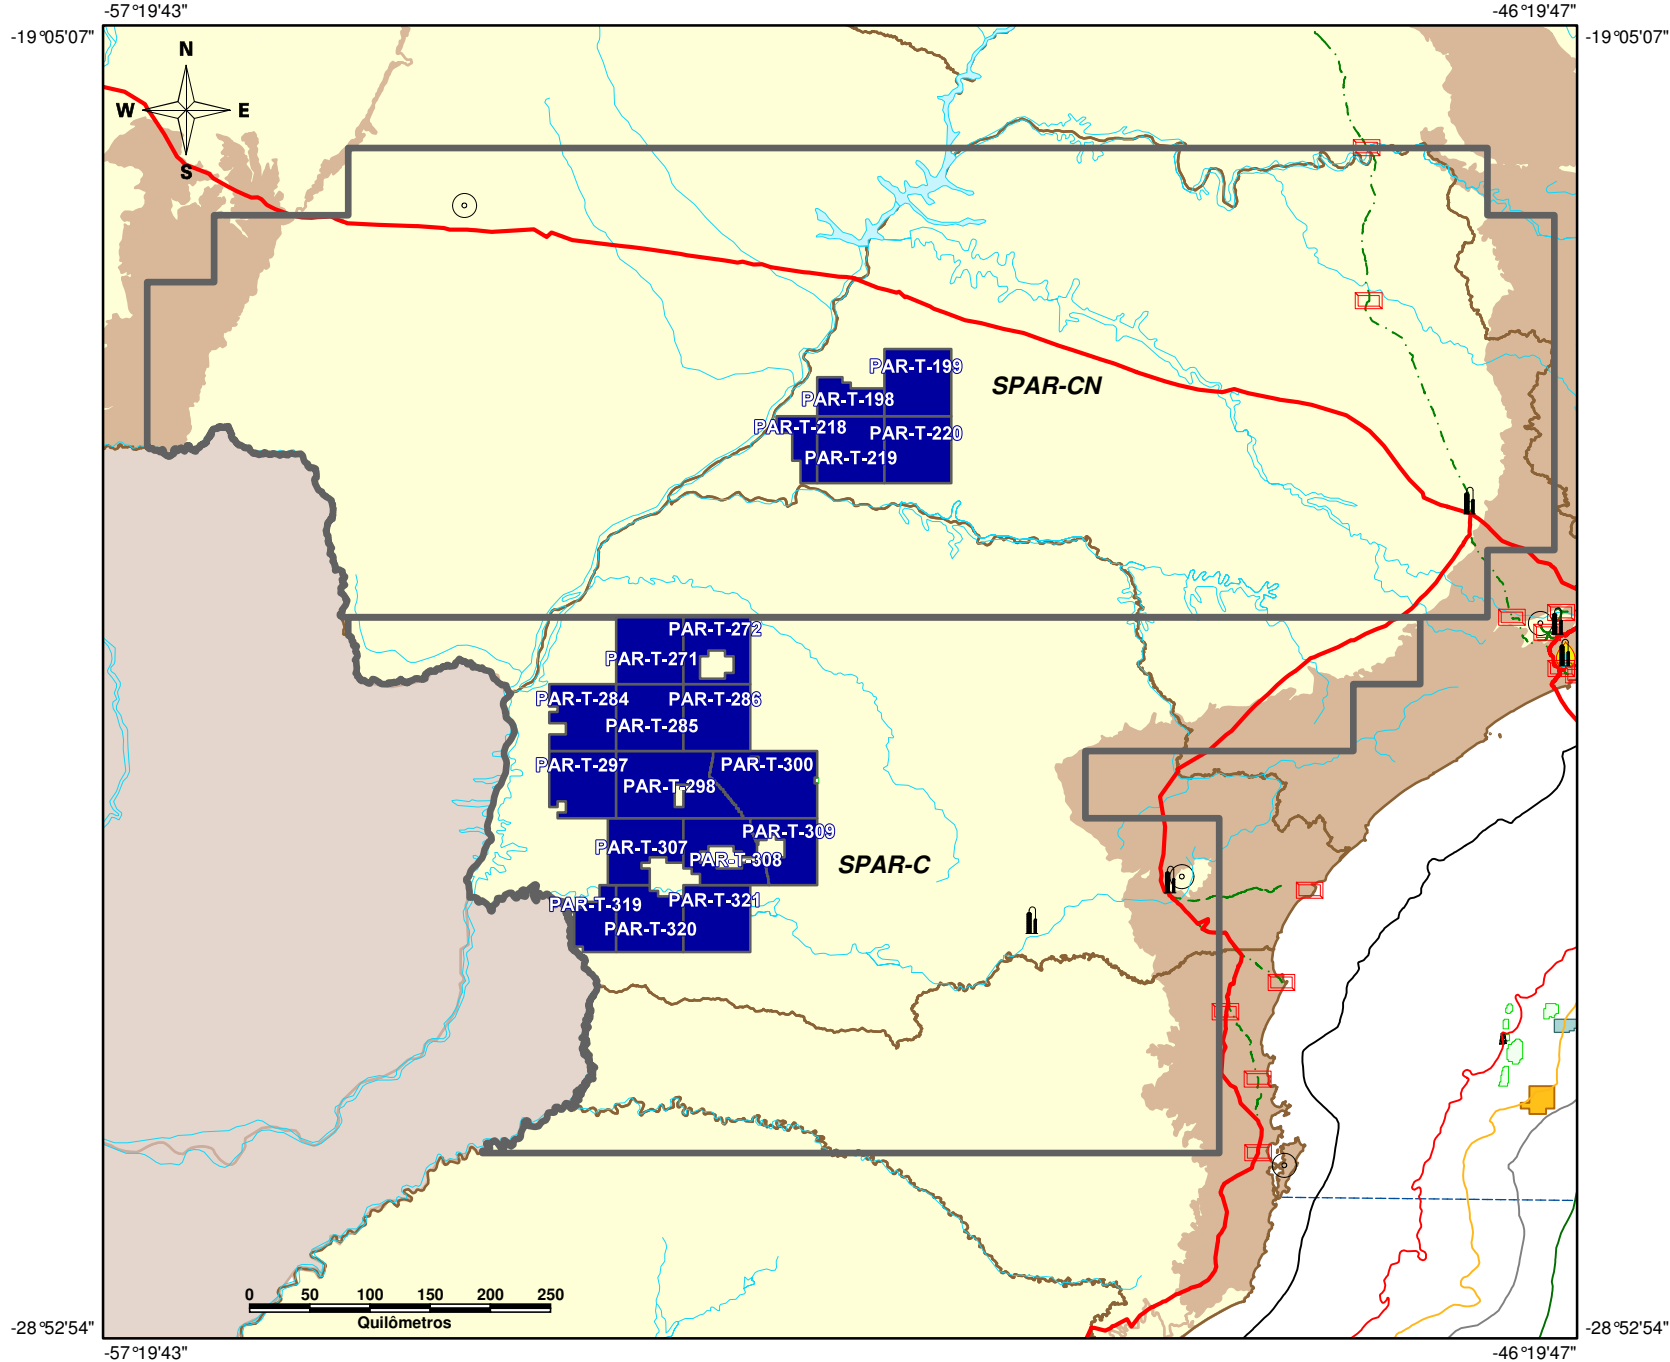 -57°19'43"
-46°19'47"
-19°05'07"
-19°05'07"
N
W
E
S
PAR-T-199
SPAR-CN
PAR-T-198
PAR-T-218
PAR-T-220
PAR-T-219
PAR-T-272
PAR-T-271
PAR-T-284
PAR-T-286
PAR-T-285
PAR-T-297
PAR-T-300
PAR-T-298
PAR-T-309
PAR-T-307
PAR-T-308
SPAR-C
PAR-T-319
PAR-T-321
PAR-T-320
0 50 100 150 200 250
Quilômetros
-28°52'54"
-28°52'54"
-57°19'43"
-46°19'47"